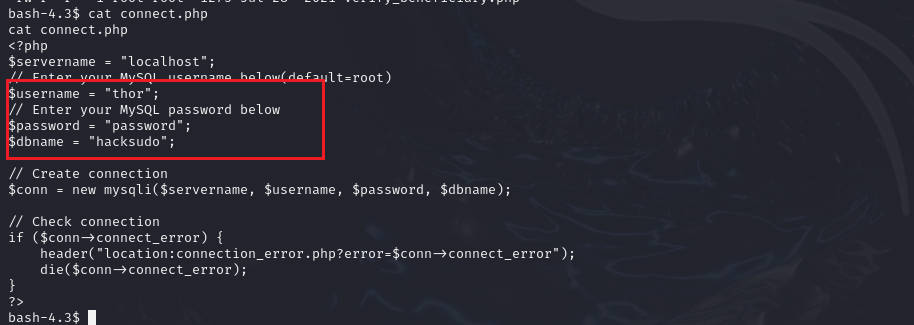 bash-4.3$ cat connect.php
cat connect.php
<?php
$servername = "localhost";
// Enter your MySQL username below(default=root)
$username = "thor";
// Enter your MySQL password below
$password = "password";
$dbname = "hacksudo";
// Create connection
$conn = new mysqli($servername, $username, $password, $dbname);
// Check connection
if ($conn→connect_error) {
    header("location:connection_error.php?error=$conn→connect_error");
    die($conn→connect_error);
}
?>
bash-4.3$